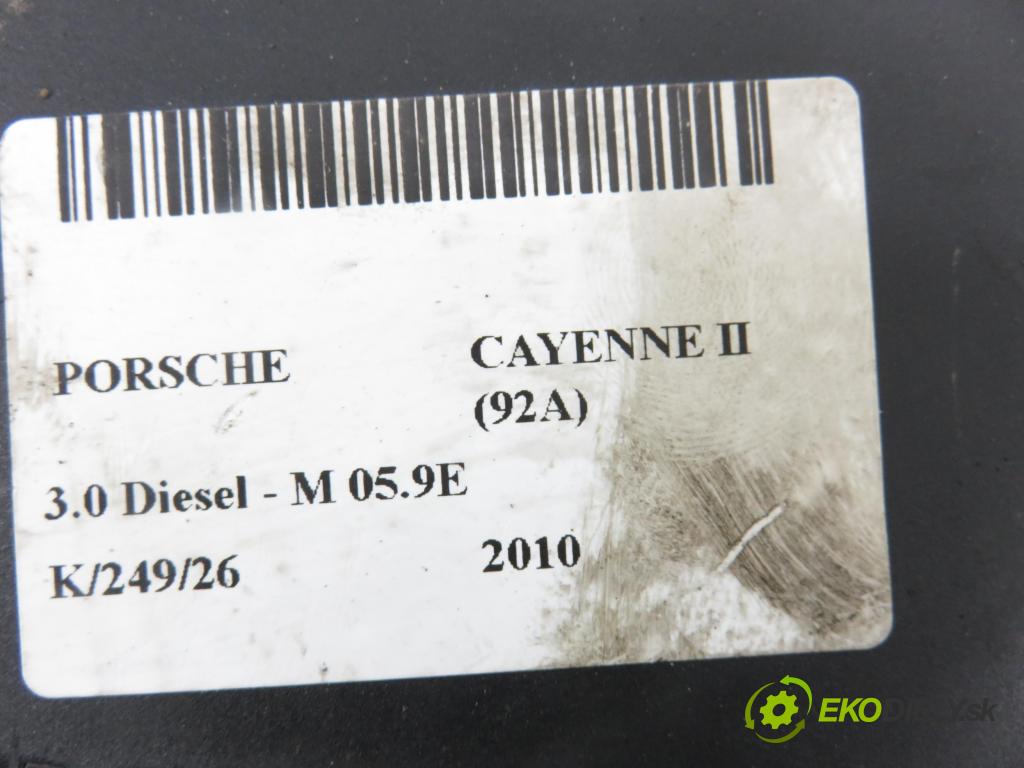 PORSCHE CAYENNE II
(92A)
3.0 Diesel - M 05.9E
K/249/26 2010
EKODIELY.sk